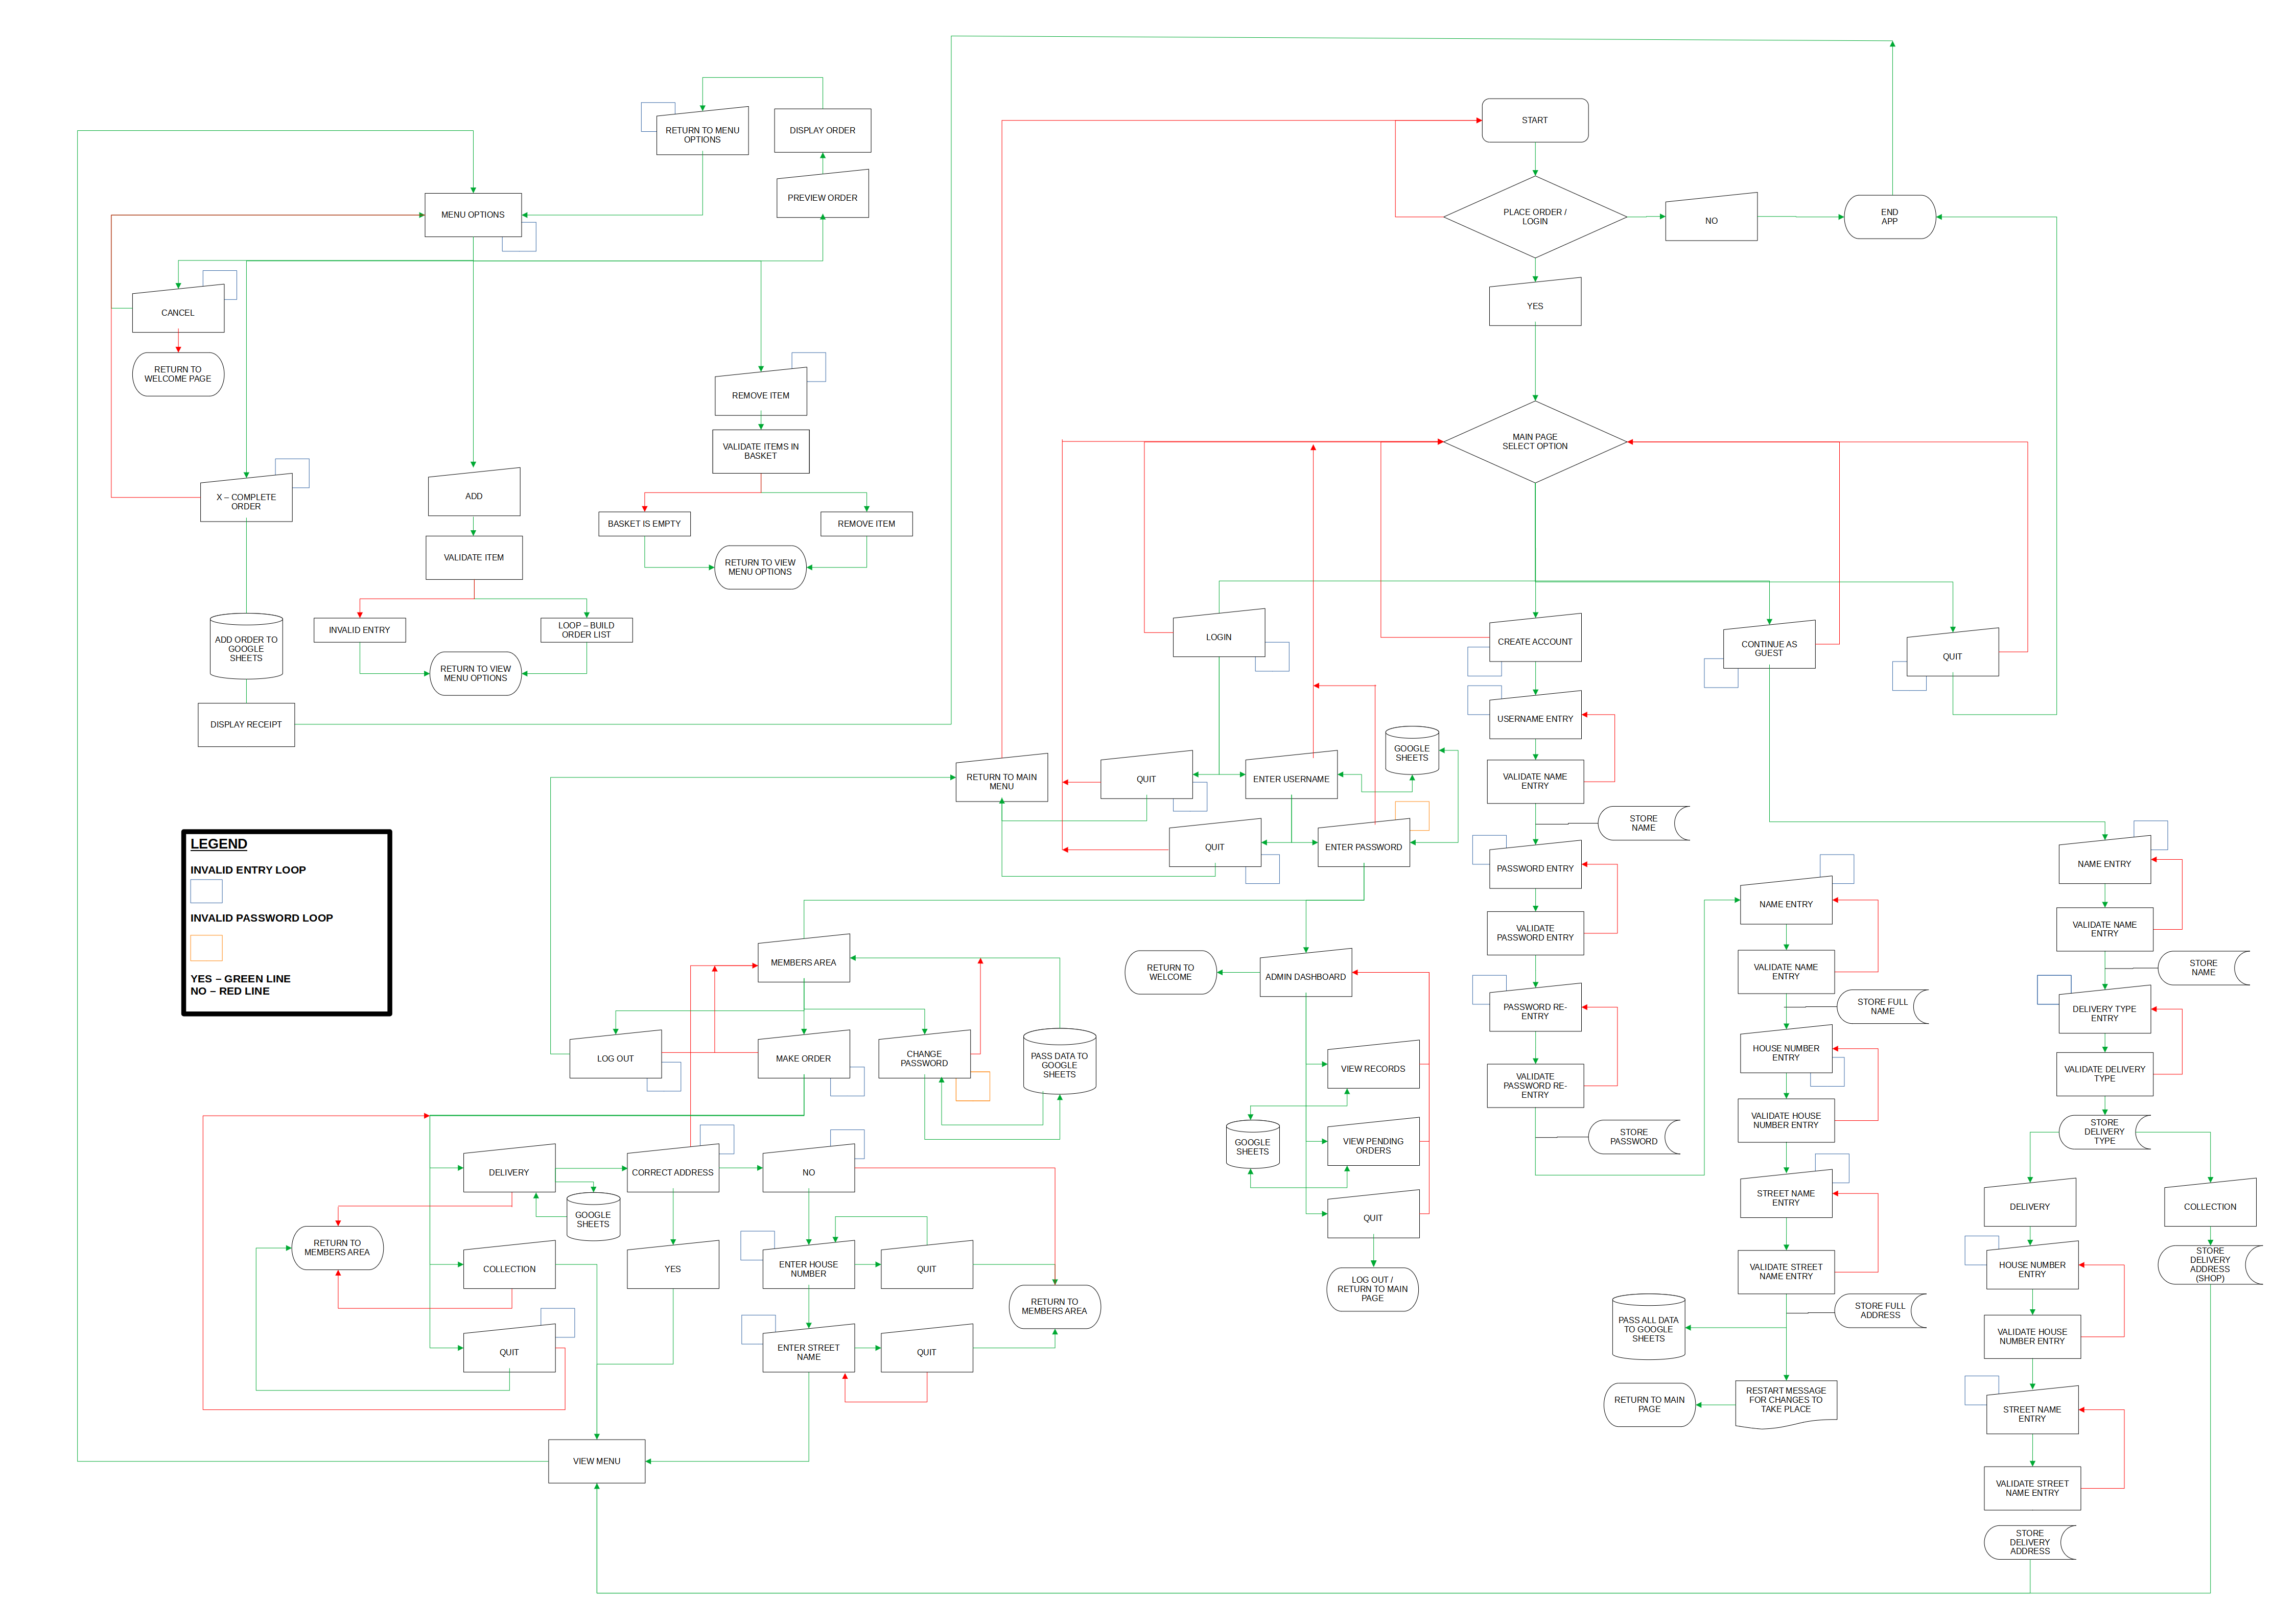 START
PLACE ORDER /
LOGIN
NO
END
APP
YES
MAIN PAGE
SELECT OPTION
RETURN TO MENU
OPTIONS
DISPLAY ORDER
PREVIEW ORDER
MENU OPTIONS
CANCEL
RETURN TO
WELCOME PAGE
REMOVE ITEM
VALIDATE ITEMS IN
BASKET
BASKET IS EMPTY
REMOVE ITEM
RETURN TO VIEW
MENU OPTIONS
X – COMPLETE
ORDER
ADD
VALIDATE ITEM
INVALID ENTRY
LOOP – BUILD
ORDER LIST
RETURN TO VIEW
MENU OPTIONS
ADD ORDER TO
GOOGLE
SHEETS
DISPLAY RECEIPT
LOGIN
CREATE ACCOUNT
CONTINUE AS
GUEST
QUIT
RETURN TO MAIN
MENU
QUIT
ENTER USERNAME
GOOGLE
SHEETS
QUIT
ENTER PASSWORD
USERNAME ENTRY
VALIDATE NAME
ENTRY
STORE
NAME
PASSWORD ENTRY
VALIDATE
PASSWORD ENTRY
PASSWORD RE-
ENTRY
VALIDATE
PASSWORD RE-
ENTRY
STORE
PASSWORD
NAME ENTRY
VALIDATE NAME
ENTRY
STORE FULL
NAME
HOUSE NUMBER
ENTRY
VALIDATE HOUSE
NUMBER ENTRY
STREET NAME
ENTRY
VALIDATE STREET
NAME ENTRY
STORE FULL
ADDRESS
PASS ALL DATA
TO GOOGLE
SHEETS
RESTART MESSAGE
FOR CHANGES TO
TAKE PLACE
RETURN TO MAIN
PAGE
NAME ENTRY
VALIDATE NAME
ENTRY
STORE
NAME
DELIVERY TYPE
ENTRY
VALIDATE DELIVERY
TYPE
STORE
DELIVERY
TYPE
DELIVERY
COLLECTION
HOUSE NUMBER
ENTRY
STORE
DELIVERY
ADDRESS
(SHOP)
VALIDATE HOUSE
NUMBER ENTRY
STREET NAME
ENTRY
VALIDATE STREET
NAME ENTRY
STORE
DELIVERY
ADDRESS
LEGEND
INVALID ENTRY LOOP
INVALID PASSWORD LOOP
YES – GREEN LINE
NO – RED LINE
MEMBERS AREA
RETURN TO
WELCOME
ADMIN DASHBOARD
LOG OUT
MAKE ORDER
CHANGE
PASSWORD
PASS DATA TO
GOOGLE
SHEETS
VIEW RECORDS
GOOGLE
SHEETS
VIEW PENDING
ORDERS
QUIT
LOG OUT /
RETURN TO MAIN
PAGE
DELIVERY
CORRECT ADDRESS
NO
GOOGLE
SHEETS
RETURN TO
MEMBERS AREA
COLLECTION
YES
ENTER HOUSE
NUMBER
QUIT
RETURN TO
MEMBERS AREA
QUIT
ENTER STREET
NAME
QUIT
VIEW MENU